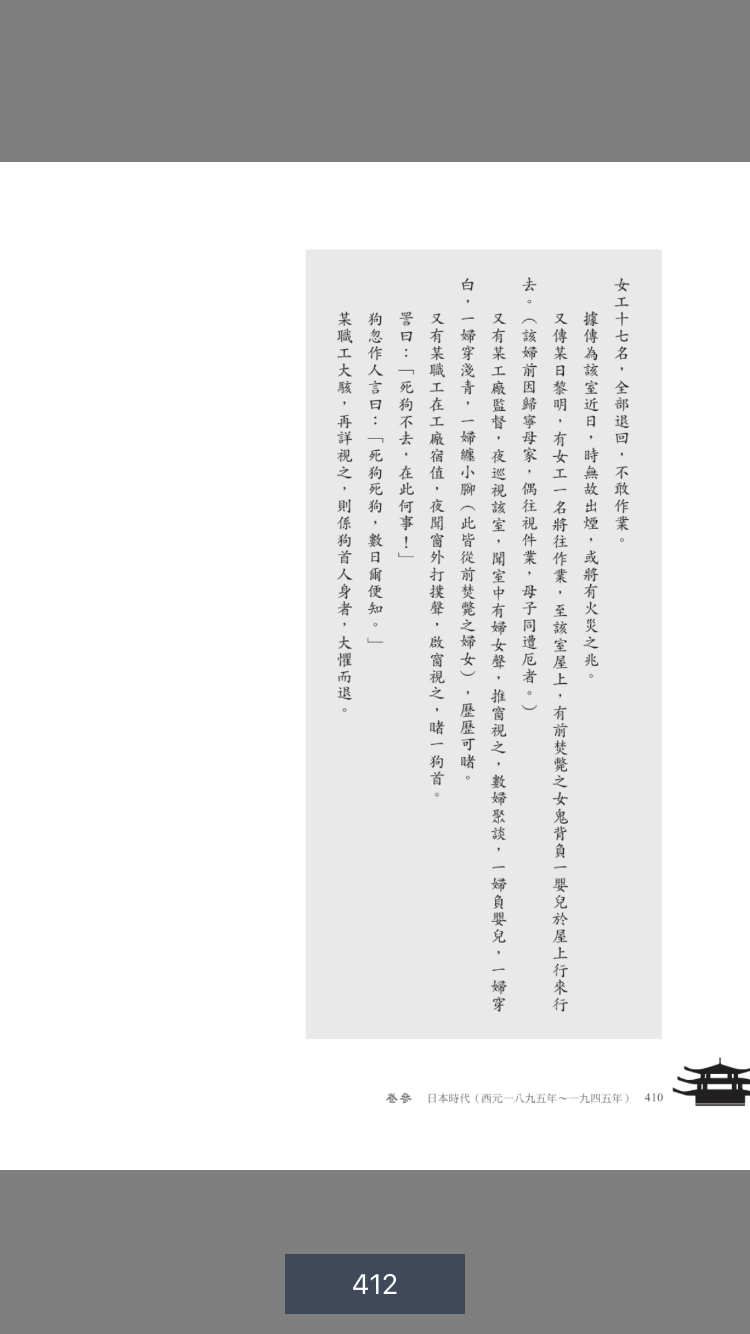 女工十七名，全部退回，不敢作業。
據傳為該室近日，時無故出煙，或將有火災之兆。
又傳某日黎明，有女工一名將往作業，至該室屋上，有前焚斃之女鬼背負一嬰兒於屋上行來行
去。（該婦前因歸寧母家，偶往視件業，母子同遭厄者。）
又有某工廠監督，夜巡視該室，聞室中有婦女聲，推窗視之，數婦聚談，一婦負嬰兒，一婦穿
白，一婦穿淺青，一婦纏小腳（此皆從前焚斃之婦女），歷歷可睹。
又有某職工在工廠宿值，夜聞窗外打撲聲，啟窗視之，睹一狗首。
詈曰：「死狗不去，在此何事！」
狗忽作人言曰：「死狗死狗，數日爾便知。」
某職工大駭，再詳視之，則係狗首人身者，大懼而退。
卷參 日本時代（西元一八九五年～一九四五年） 410
412